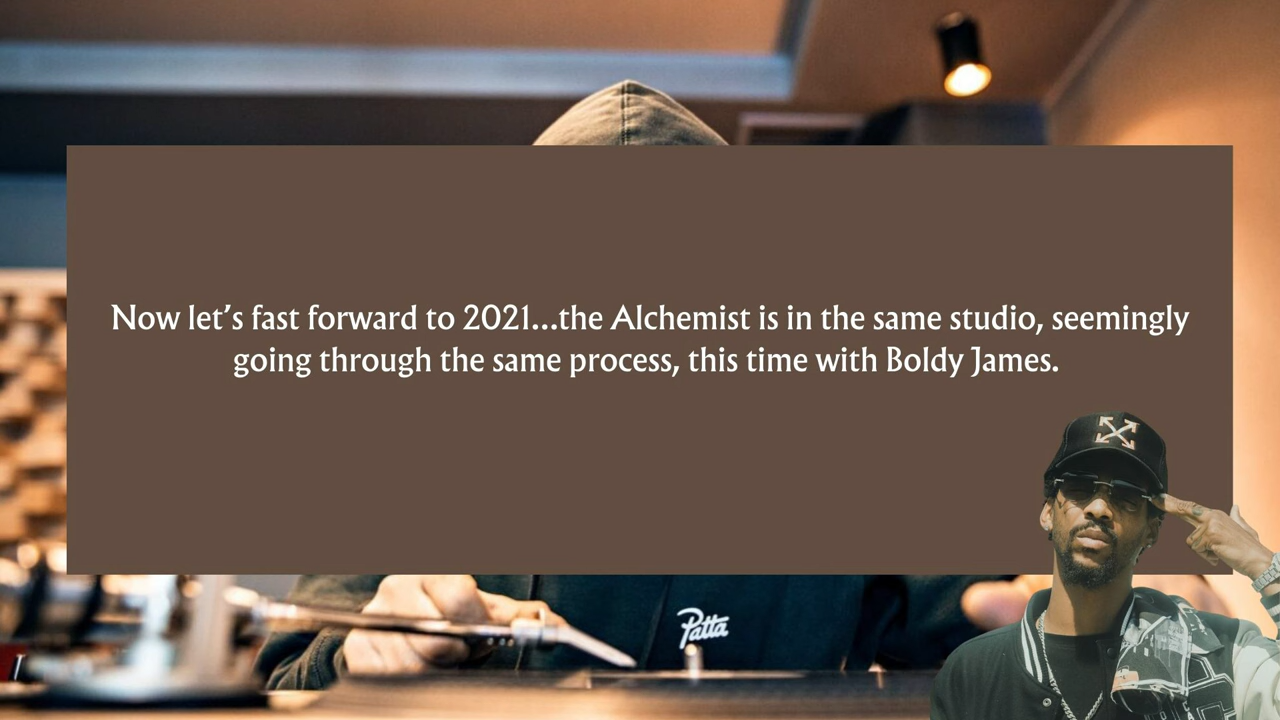 Now let’s fast forward to 2021...the Alchemist is in the same studio, seemingly
going through the same process, this time with Boldy James.
Patta